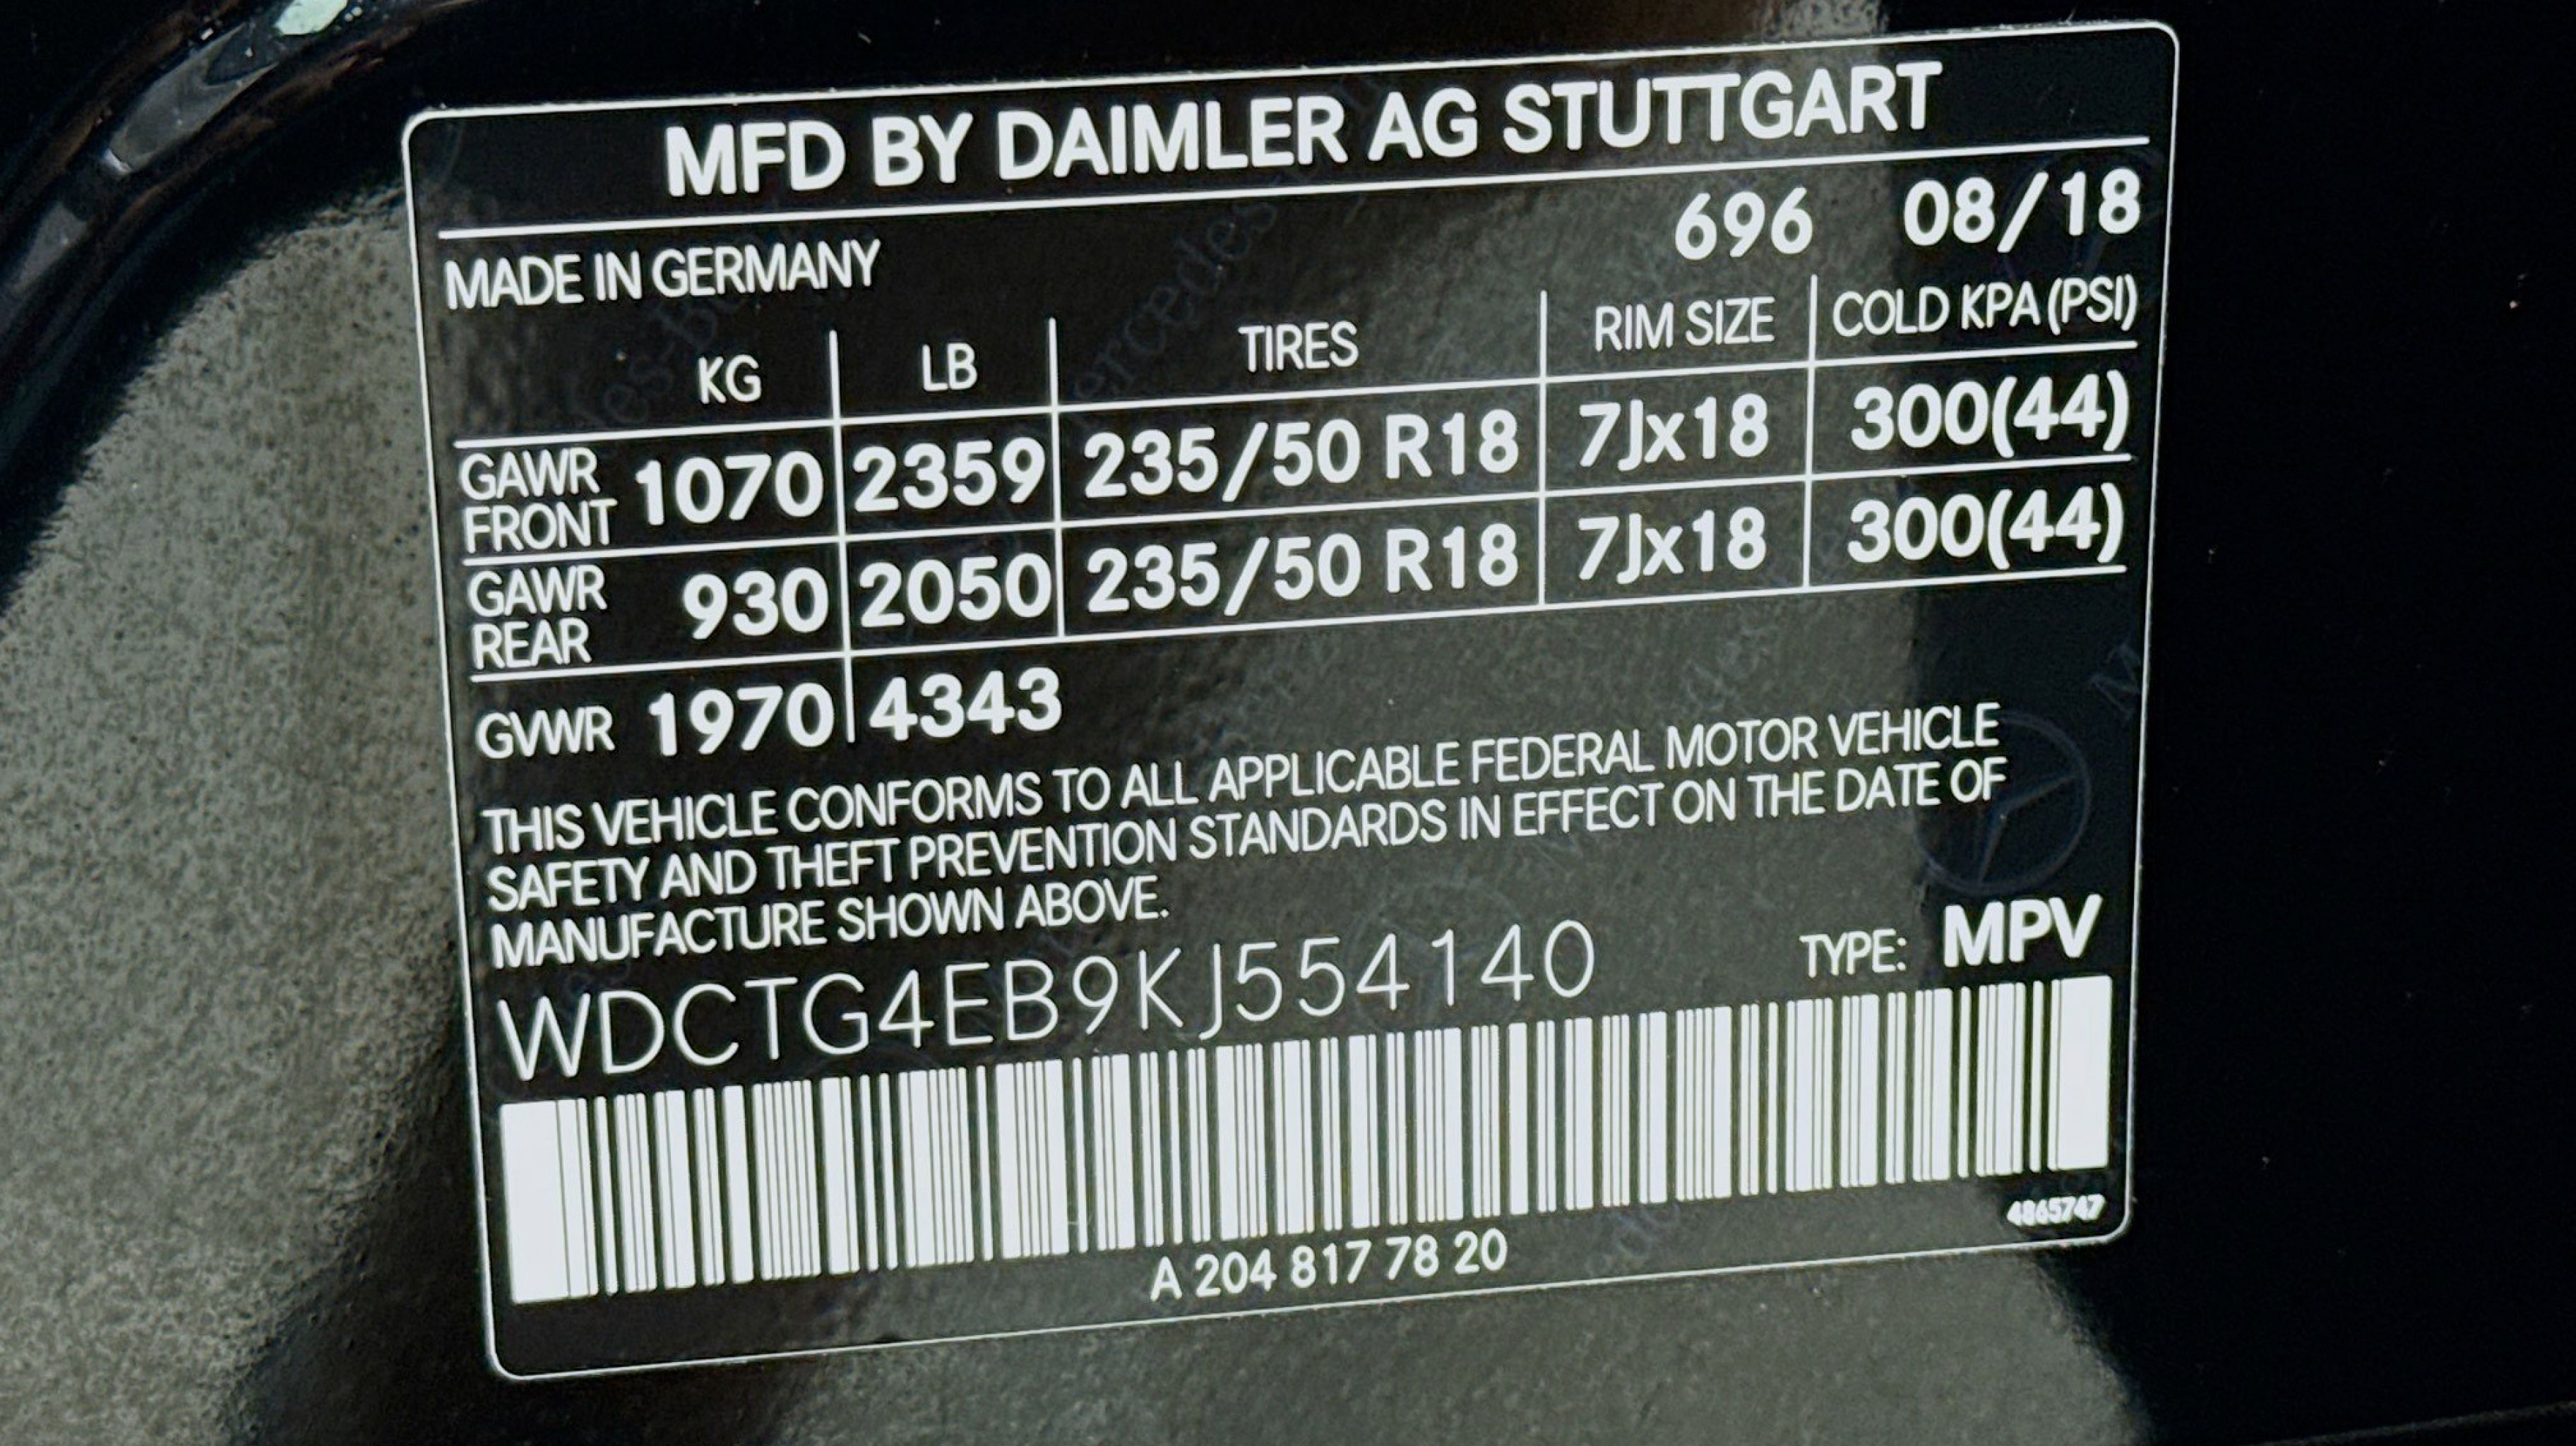 MFD BY DAIMLER AG STUTTGART
MADE IN GERMANY 696 08/18
KG LB TIRES RIM SIZE COLD KPA (PSI)
GAWR FRONT 1070 2359 235/50 R18 7Jx18 300(44)
GAWR REAR 930 2050 235/50 R18 7Jx18 300(44)
GVWR 1970 4343
THIS VEHICLE CONFORMS TO ALL APPLICABLE FEDERAL MOTOR VEHICLE
SAFETY AND THEFT PREVENTION STANDARDS IN EFFECT ON THE DATE OF
MANUFACTURE SHOWN ABOVE.
WDCTG4EB9KJ554140 TYPE: MPV
4865747
A 204 817 78 20